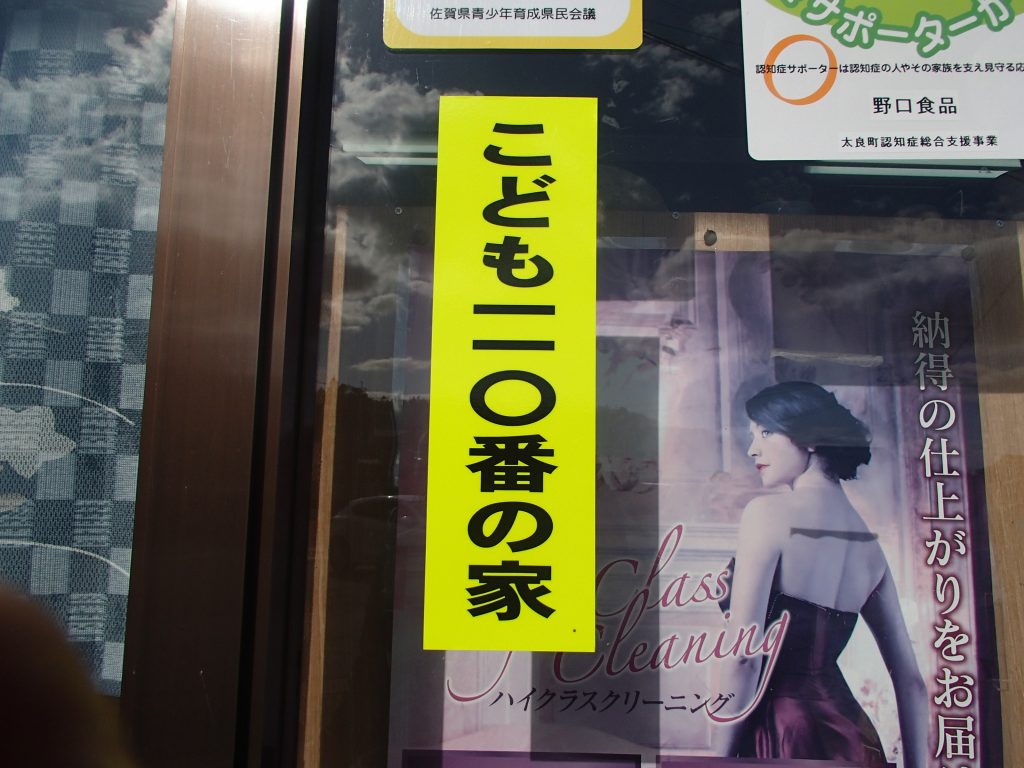 佐賀県青少年育成県民会議
サポーター
認知症サポーターは認知症の人やその家族を支え見守る応
野口食品
太良町認知症総合支援事業
こども一一〇番の家
納得の仕上がりをお届
Class
Cleaning
ハイクラスクリーニング